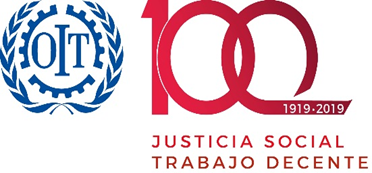 OIT
100
1919•2019
JUSTICIA SOCIAL
TRABAJO DECENTE